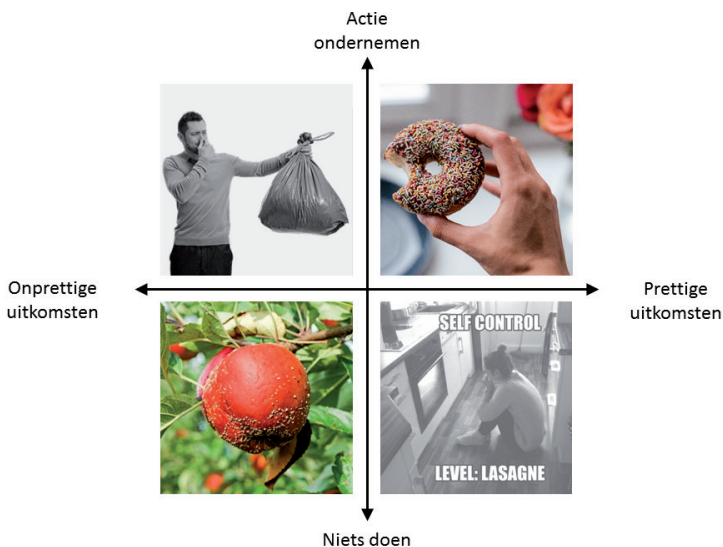 Actie
ondernemen
Onprettige
uitkomsten
Prettige
uitkomsten
SELF CONTROL
LEVEL: LASAGNE
Niets doen